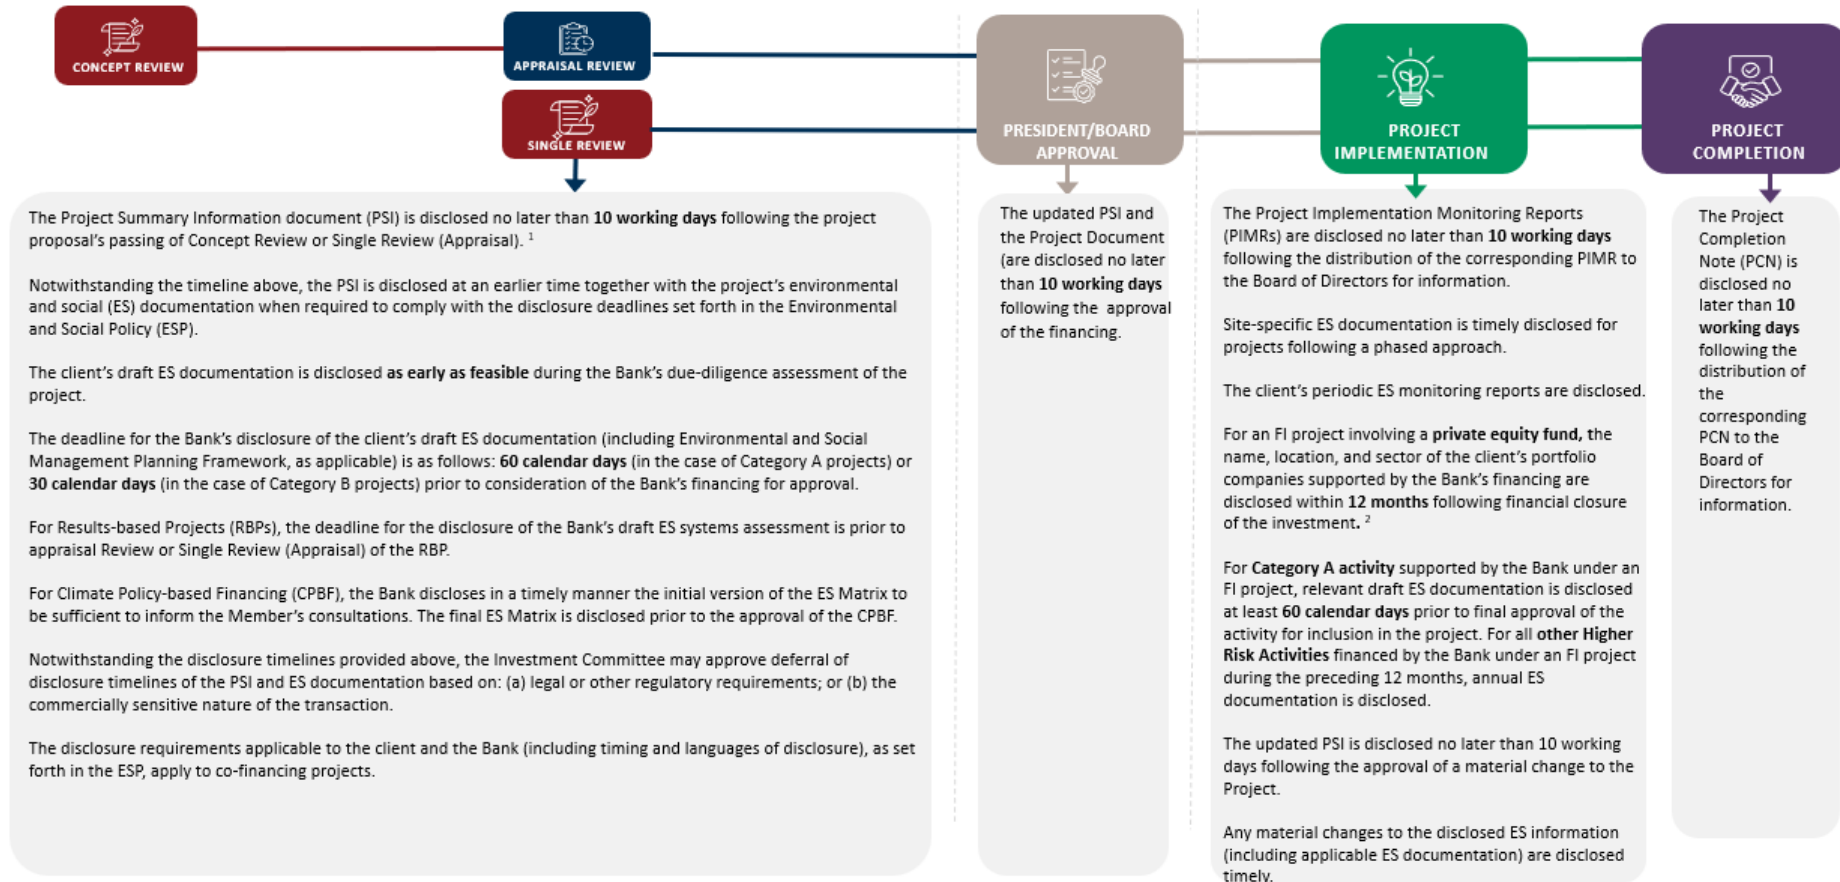 CONCEPT REVIEW
APPRAISAL REVIEW
SINGLE REVIEW
PRESIDENT/BOARD
APPROVAL
PROJECT
IMPLEMENTATION
PROJECT
COMPLETION
The Project Summary Information document (PSI) is disclosed no later than 10 working days following the project
proposal's passing of Concept Review or Single Review (Appraisal). 1
Notwithstanding the timeline above, the PSI is disclosed at an earlier time together with the project's environmental
and social (ES) documentation when required to comply with the disclosure deadlines set forth in the Environmental
and Social Policy (ESP).
The client's draft ES documentation is disclosed as early as feasible during the Bank's due-diligence assessment of the
project.
The deadline for the Bank's disclosure of the client's draft ES documentation (including Environmental and Social
Management Planning Framework, as applicable) is as follows: 60 calendar days (in the case of Category A projects) or
30 calendar days (in the case of Category B projects) prior to consideration of the Bank's financing for approval.
For Results-based Projects (RBPs), the deadline for the disclosure of the Bank's draft ES systems assessment is prior to
appraisal Review or Single Review (Appraisal) of the RBP.
For Climate Policy-based Financing (CPBF), the Bank discloses in a timely manner the initial version of the ES Matrix to
be sufficient to inform the Member's consultations. The final ES Matrix is disclosed prior to the approval of the CPBF.
Notwithstanding the disclosure timelines provided above, the Investment Committee may approve deferral of
disclosure timelines of the PSI and ES documentation based on: (a) legal or other regulatory requirements; or (b) the
commercially sensitive nature of the transaction.
The disclosure requirements applicable to the client and the Bank (including timing and languages of disclosure), as set
forth in the ESP, apply to co-financing projects.
The updated PSI and
the Project Document
(are disclosed no later
than 10 working days
following the approval
of the financing.
The Project Implementation Monitoring Reports
(PIMRs) are disclosed no later than 10 working days
following the distribution of the corresponding PIMR to
the Board of Directors for information.
Site-specific ES documentation is timely disclosed for
projects following a phased approach.
The client's periodic ES monitoring reports are disclosed.
For an FI project involving a private equity fund, the
name, location, and sector of the client's portfolio
companies supported by the Bank's financing are
disclosed within 12 months following financial closure
of the investment. 2
For Category A activity supported by the Bank under an
FI project, relevant draft ES documentation is disclosed
at least 60 calendar days prior to final approval of the
activity for inclusion in the project. For all other Higher
Risk Activities financed by the Bank under an FI project
during the preceding 12 months, annual ES
documentation is disclosed.
The updated PSI is disclosed no later than 10 working
days following the approval of a material change to the
Project.
Any material changes to the disclosed ES information
(including applicable ES documentation) are disclosed
timely.
The Project
Completion
Note (PCN) is
disclosed no
later than 10
working days
following the
distribution of
the
corresponding
PCN to the
Board of
Directors for
information.